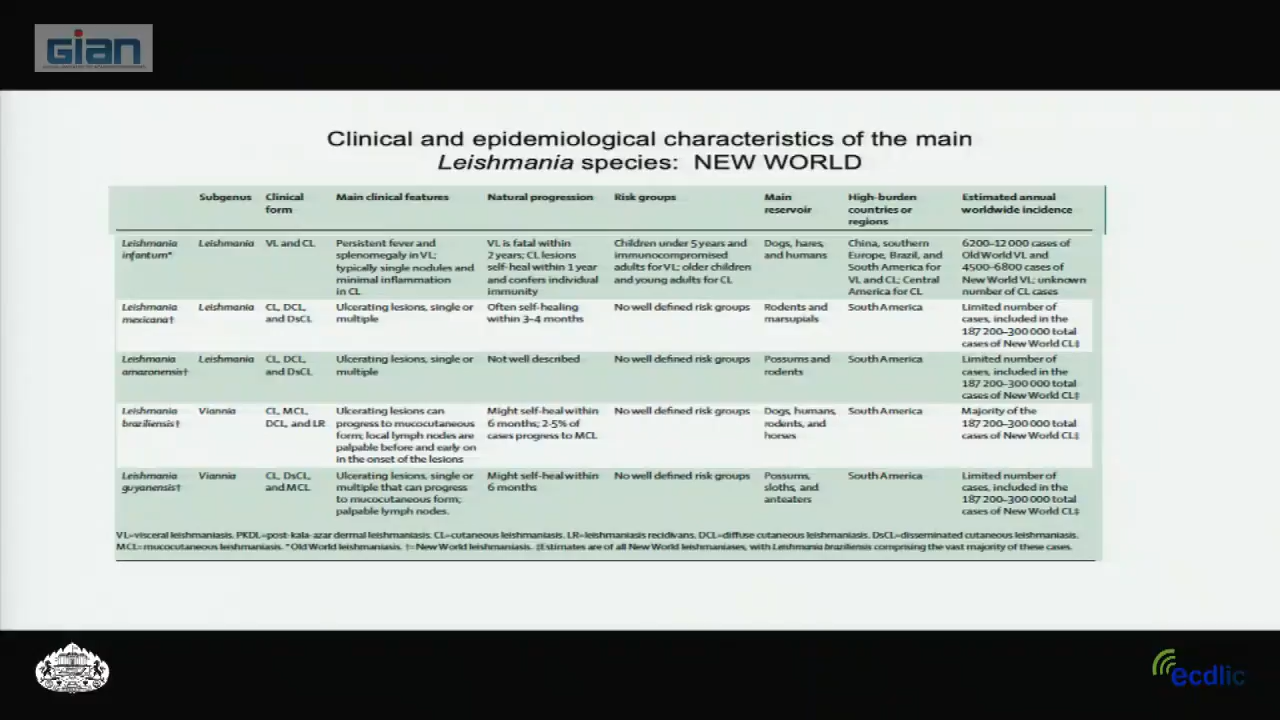 Gian
Clinical and epidemiological characteristics of the main
Leishmania species: NEW WORLD
Subgenus Clinical form Main clinical features Natural progression Risk groups Main reservoir High-burden countries or regions Estimated annual worldwide incidence
Leishmania infantum* Leishmania VL and CL Persistent fever and splenomegaly in VL; typically single nodules and minimal inflammation in CL VL is fatal within 2 years; CL lesions self-heal within 1 year and confers individual immunity Children under 5 years and immunocompromised adults for VL; older children and young adults for CL Dogs, hares, and humans China, southern Europe, Brazil, and South America for VL and CL; Central America for CL 6200–12 000 cases of Old World VL and 4500–6800 cases of New World VL; unknown number of CL cases
Leishmania mexicana† Leishmania CL, DCL, and DsCL Ulcerating lesions, single or multiple Often self-healing within 3–4 months No well defined risk groups Rodents and marsupials South America Limited number of cases, included in the 187 200–300 000 total cases of New World CL‡
Leishmania amazonensis† Leishmania CL, DCL, and DsCL Ulcerating lesions, single or multiple Not well described No well defined risk groups Possums and rodents South America Limited number of cases, included in the 187 200–300 000 total cases of New World CL‡
Leishmania braziliensis† Viannia CL, MCL, DCL, and LR Ulcerating lesions can progress to mucocutaneous form; local lymph nodes are palpable before and early on in the onset of the lesions Might self-heal within 6 months; 2-5% of cases progress to MCL No well defined risk groups Dogs, humans, rodents, and horses South America Majority of the 187 200–300 000 total cases of New World CL‡
Leishmania guyanensis† Viannia CL, DsCL, and MCL Ulcerating lesions, single or multiple that can progress to mucocutaneous form; palpable lymph nodes. Might self-heal within 6 months No well defined risk groups Possums, sloths, and anteaters South America Limited number of cases, included in the 187 200–300 000 total cases of New World CL‡
VL=visceral leishmaniasis. PKDL=post-kala-azar dermal leishmaniasis. CL=cutaneous leishmaniasis. LR=leishmaniasis recidivans. DCL=diffuse cutaneous leishmaniasis. DsCL=disseminated cutaneous leishmaniasis.
MCL=mucocutaneous leishmaniasis. *Old World leishmaniasis. †=New World leishmaniasis. ‡Estimates are of all New World leishmaniases, with Leishmania braziliensis comprising the vast majority of these cases.
ecdlic